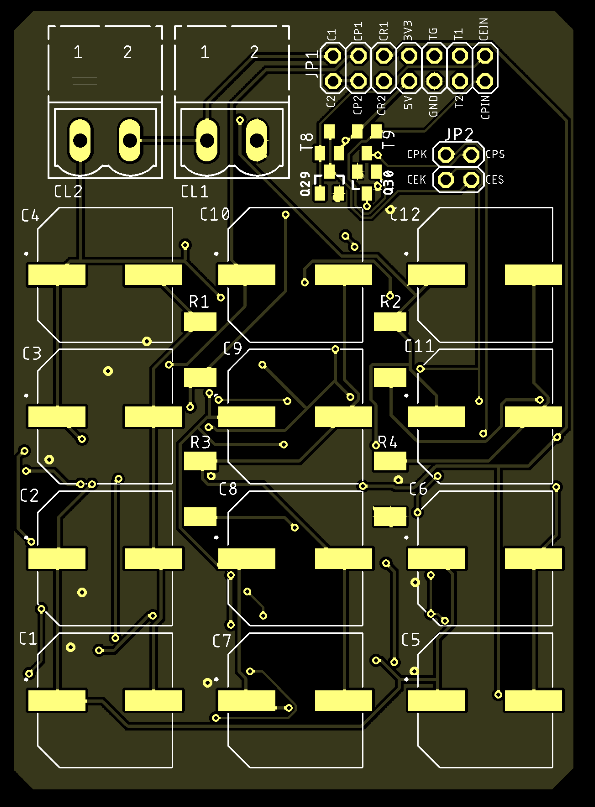 C1 CP1 CR1 3V3 TG T1 CEIN
1 2 1 2
JP1
C2 CP2 CR2 5V GND T2 CPIN
T8 T9 JP2
CPK CPS
CEK CES
Q29 Q30
CL2 CL1
C4 C10 C12
R1 R2
C3 C9 C11
R3 R4
C2 C8 C6
C1 C7 C5